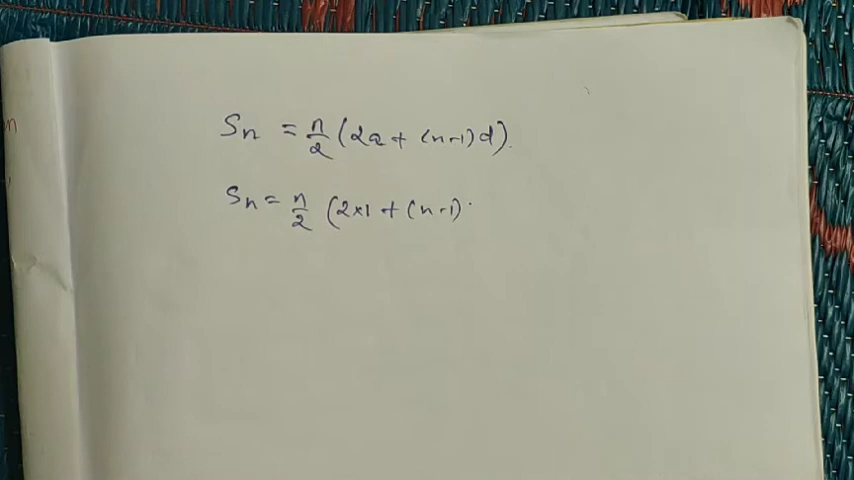 n
Sn = n/2 (2a + (n-1)d).
Sn = n/2 (2×1 + (n-1)